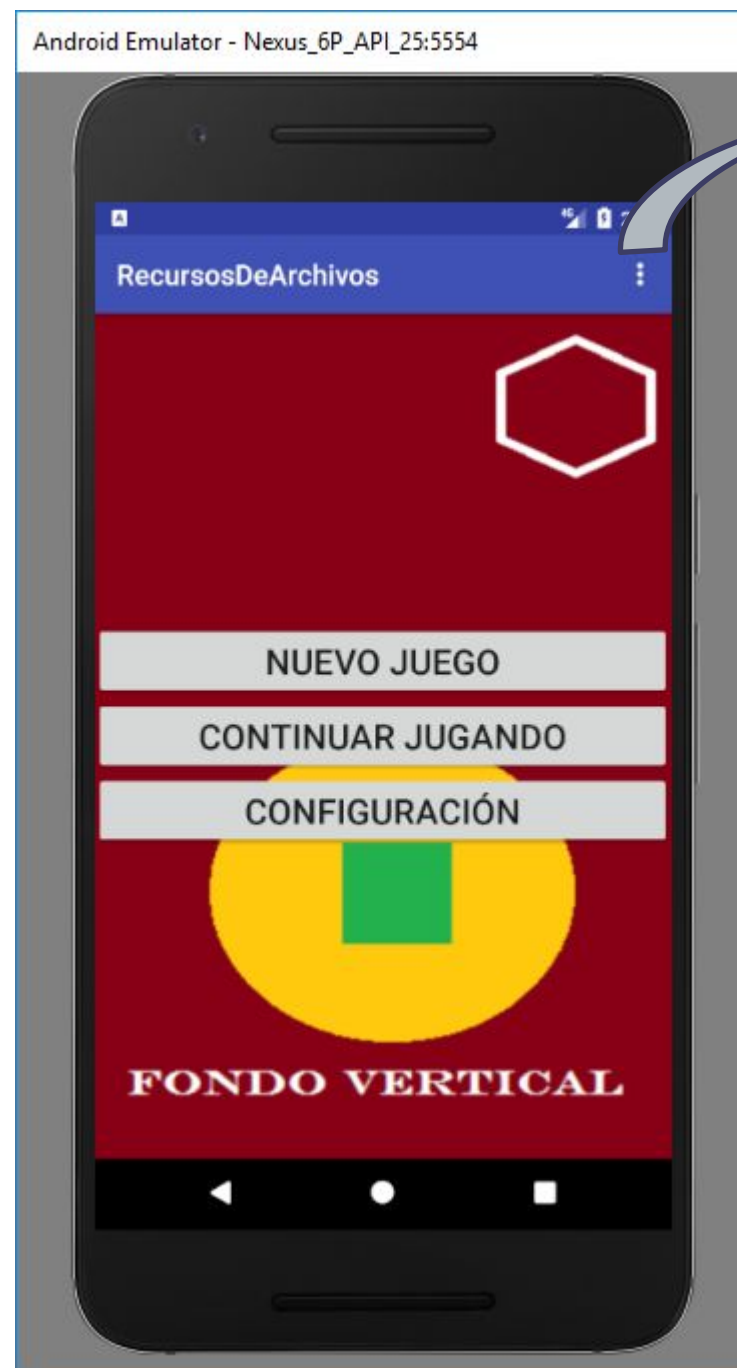 Android Emulator - Nexus_6P_API_25:5554
RecursosDeArchivos
NUEVO JUEGO
CONTINUAR JUGANDO
CONFIGURACIÓN
FONDO VERTICAL